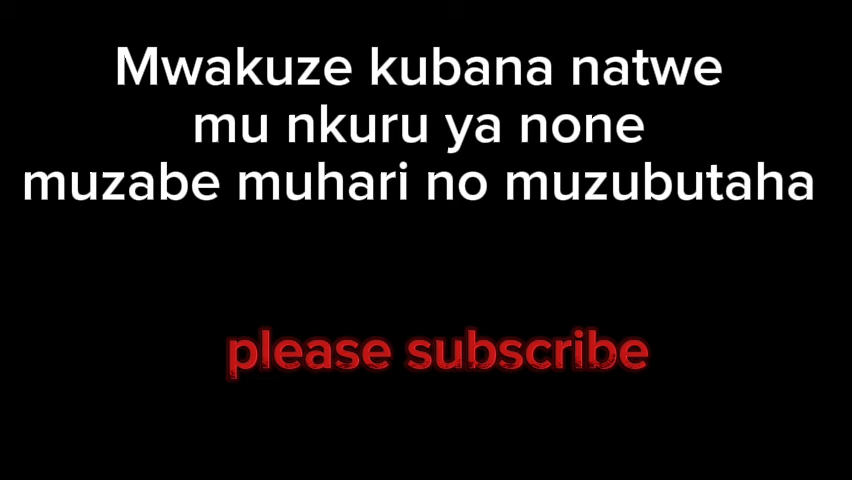 Mwakuze kubana natwe
mu nkuru ya none
muzabe muhari no muzubutaha
please subscribe